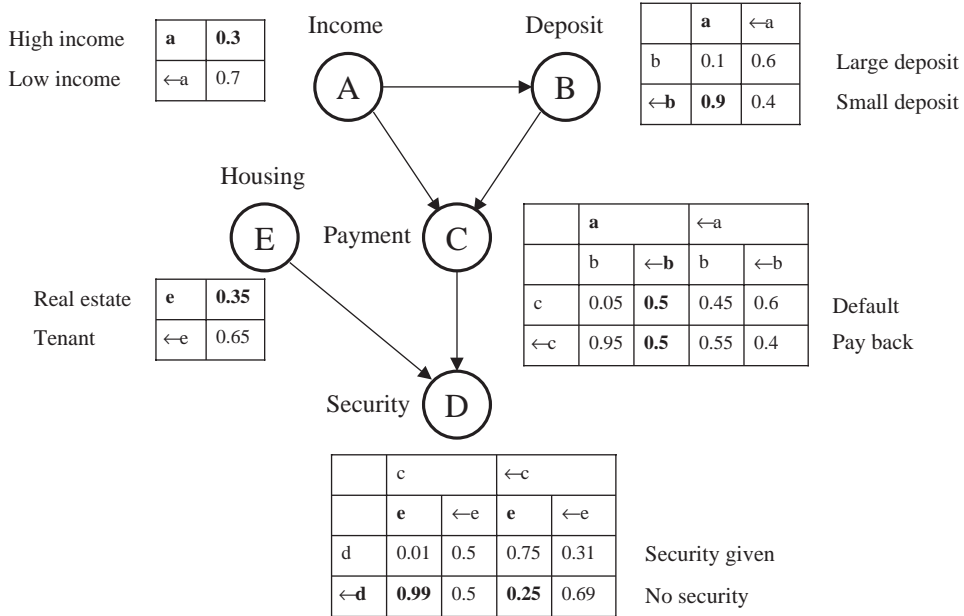 Income
Deposit
High income a 0.3
Low income ←a 0.7
A
B
a ←a
b 0.1 0.6 Large deposit
←b 0.9 0.4 Small deposit
Housing
E
Payment C
Real estate e 0.35
Tenant ←e 0.65
a ←a
b ←b b ←b
c 0.05 0.5 0.45 0.6 Default
←c 0.95 0.5 0.55 0.4 Pay back
Security D
c ←c
e ←e e ←e
d 0.01 0.5 0.75 0.31 Security given
←d 0.99 0.5 0.25 0.69 No security